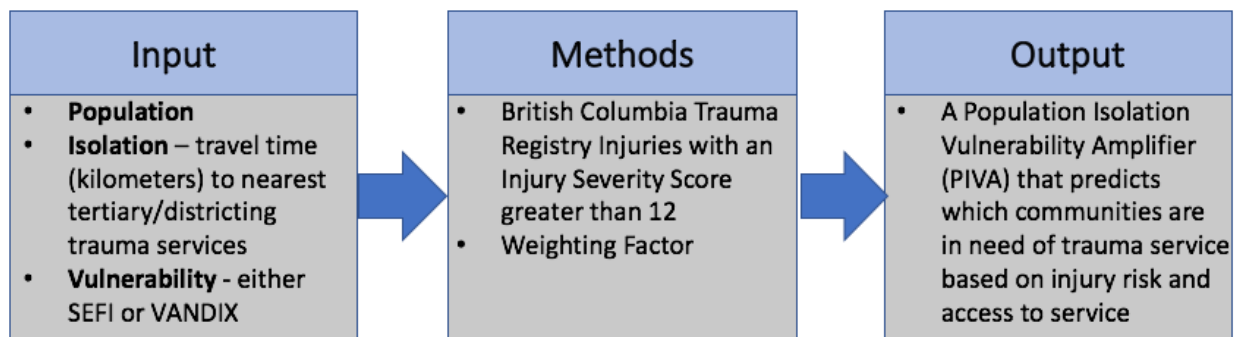 Input
• Population
• Isolation – travel time
(kilometers) to nearest
tertiary/districting
trauma services
• Vulnerability - either
SEFI or VANDIX
Methods
• British Columbia Trauma
Registry Injuries with an
Injury Severity Score
greater than 12
• Weighting Factor
Output
• A Population Isolation
Vulnerability Amplifier
(PIVA) that predicts
which communities are
in need of trauma service
based on injury risk and
access to service